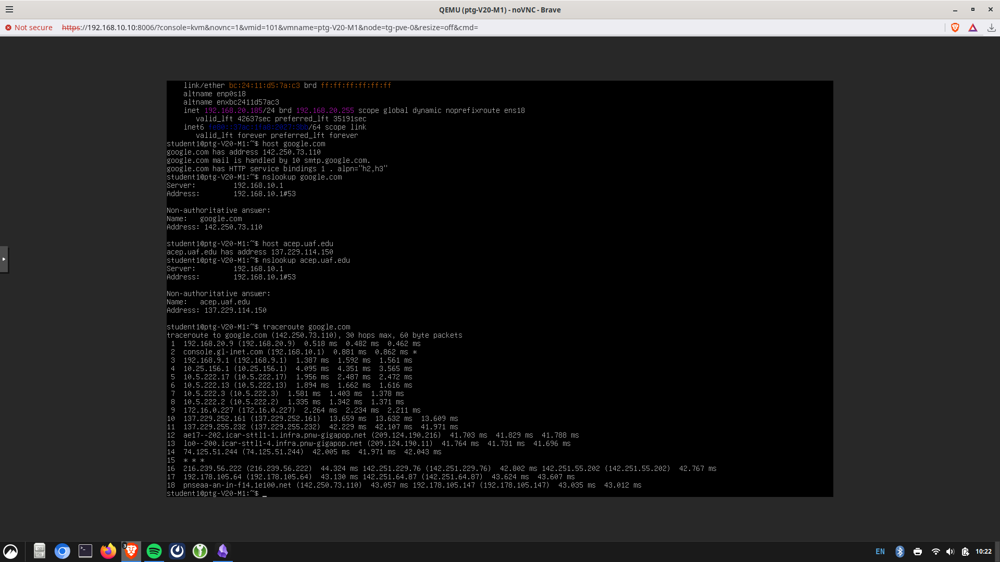 QEMU (ptg-V20-M1) - noVNC - Brave
Not secure https://192.168.10.10:8006/?console=kvm&novnc=1&vmid=101&vmname=ptg-V20-M1&node=tg-pve-0&resize=off&cmd=
link/ether bc:24:11:d5:7a:c3 brd ff:ff:ff:ff:ff:ff
altname enp0s18
altname enxbc2411d57ac3
inet 192.168.20.185/24 brd 192.168.20.255 scope global dynamic noprefixroute ens18
valid_lft 42637sec preferred_lft 35191sec
inet6 fe80::37ac:1fa8:2027:3bb/64 scope link
valid_lft forever preferred_lft forever
student1@ptg-V20-M1:~$ host google.com
google.com has address 142.250.73.110
google.com mail is handled by 10 smtp.google.com.
google.com has HTTP service bindings 1 . alpn="h2,h3"
student1@ptg-V20-M1:~$ nslookup google.com
Server: 192.168.10.1
Address: 192.168.10.1#53
Non-authoritative answer:
Name: google.com
Address: 142.250.73.110
student1@ptg-V20-M1:~$ host acep.uaf.edu
acep.uaf.edu has address 137.229.114.150
student1@ptg-V20-M1:~$ nslookup acep.uaf.edu
Server: 192.168.10.1
Address: 192.168.10.1#53
Non-authoritative answer:
Name: acep.uaf.edu
Address: 137.229.114.150
student1@ptg-V20-M1:~$ traceroute google.com
traceroute to google.com (142.250.73.110), 30 hops max, 60 byte packets
1 192.168.20.9 (192.168.20.9) 0.518 ms 0.482 ms 0.462 ms
2 console.gl-inet.com (192.168.10.1) 0.881 ms 0.862 ms *
3 192.168.9.1 (192.168.9.1) 1.387 ms 1.592 ms 1.561 ms
4 10.25.156.1 (10.25.156.1) 4.095 ms 4.351 ms 3.565 ms
5 10.5.222.17 (10.5.222.17) 1.956 ms 2.487 ms 2.472 ms
6 10.5.222.13 (10.5.222.13) 1.894 ms 1.662 ms 1.616 ms
7 10.5.222.3 (10.5.222.3) 1.581 ms 1.403 ms 1.378 ms
8 10.5.222.2 (10.5.222.2) 1.335 ms 1.342 ms 1.371 ms
9 172.16.0.227 (172.16.0.227) 2.264 ms 2.234 ms 2.211 ms
10 137.229.252.161 (137.229.252.161) 13.659 ms 13.632 ms 13.609 ms
11 137.229.255.232 (137.229.255.232) 42.229 ms 42.107 ms 41.971 ms
12 ae17--202.icar-sttl1-1.infra.pnw-gigapop.net (209.124.190.216) 41.703 ms 41.829 ms 41.788 ms
13 lo0--200.icar-sttl1-4.infra.pnw-gigapop.net (209.124.190.11) 41.764 ms 41.731 ms 41.696 ms
14 74.125.51.244 (74.125.51.244) 42.005 ms 41.971 ms 42.043 ms
15 * * *
16 216.239.56.222 (216.239.56.222) 44.324 ms 142.251.229.76 (142.251.229.76) 42.802 ms 142.251.55.202 (142.251.55.202) 42.767 ms
17 192.178.105.64 (192.178.105.64) 43.130 ms 142.251.64.87 (142.251.64.87) 43.624 ms 43.607 ms
18 pnseaa-an-in-f14.1e100.net (142.250.73.110) 43.057 ms 192.178.105.147 (192.178.105.147) 43.035 ms 43.012 ms
student1@ptg-V20-M1:~$ _
3
EN 10:22